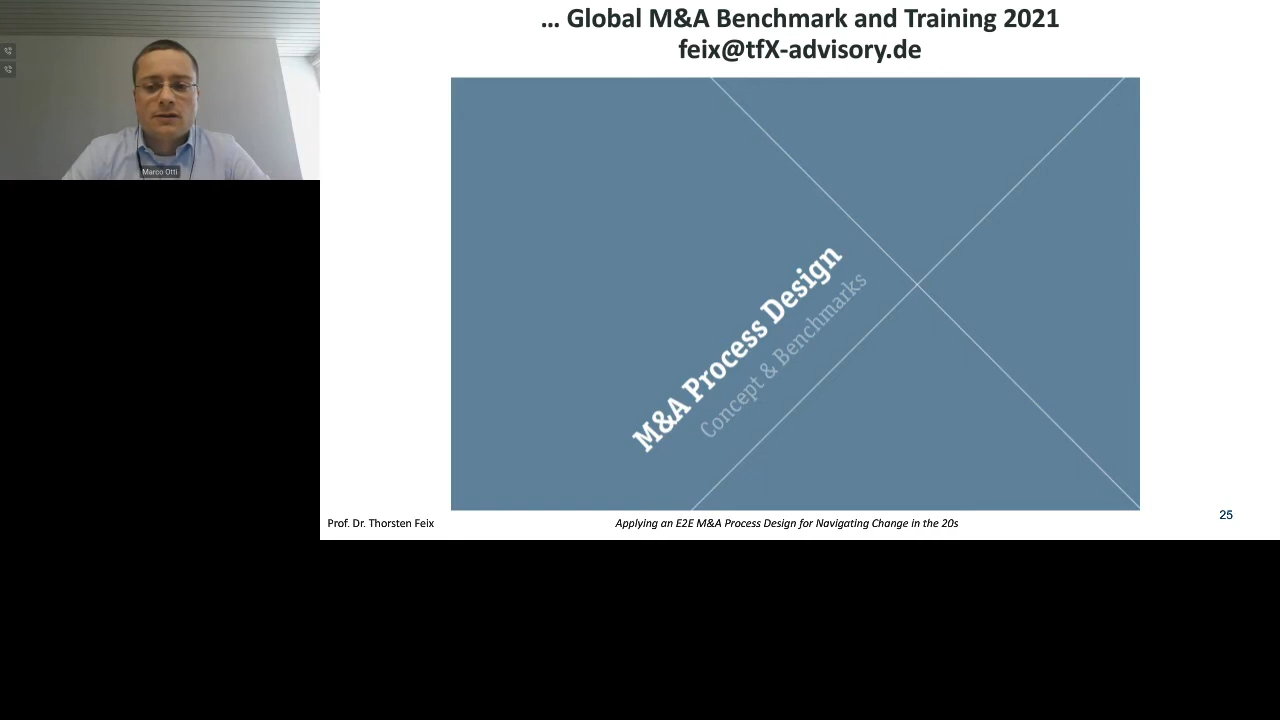 … Global M&A Benchmark and Training 2021
feix@tfX-advisory.de
Marco Otti
M&A Process Design
Concept & Benchmarks
Prof. Dr. Thorsten Feix
Applying an E2E M&A Process Design for Navigating Change in the 20s
25